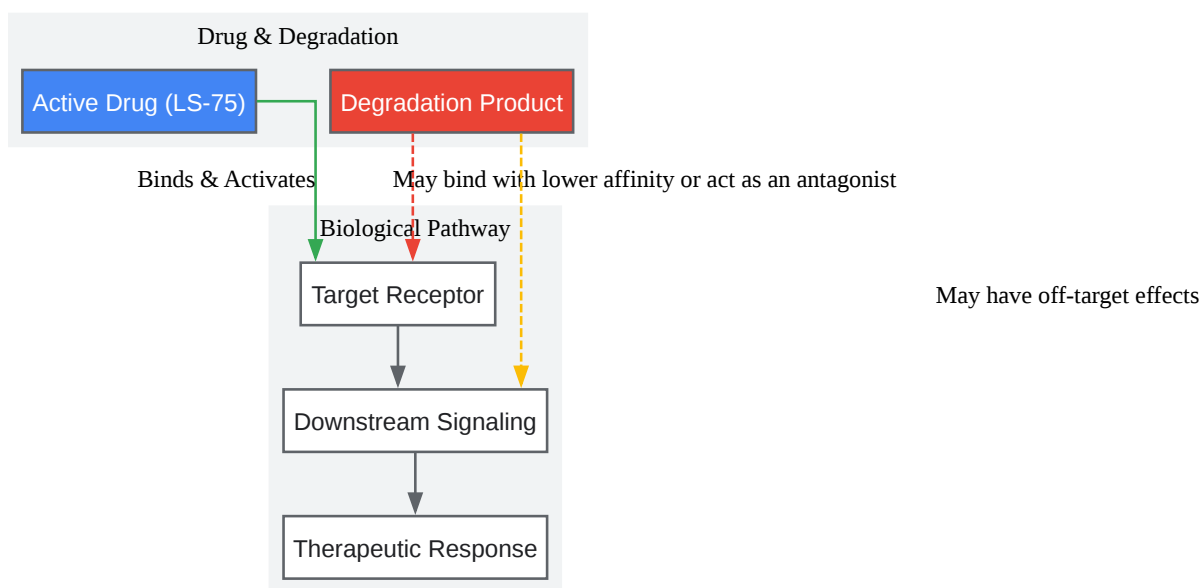 Drug & Degradation
Active Drug (LS-75)
Degradation Product
Binds & Activates
May bind with lower affinity or act as an antagonist
Biological Pathway
Target Receptor
May have off-target effects
Downstream Signaling
Therapeutic Response